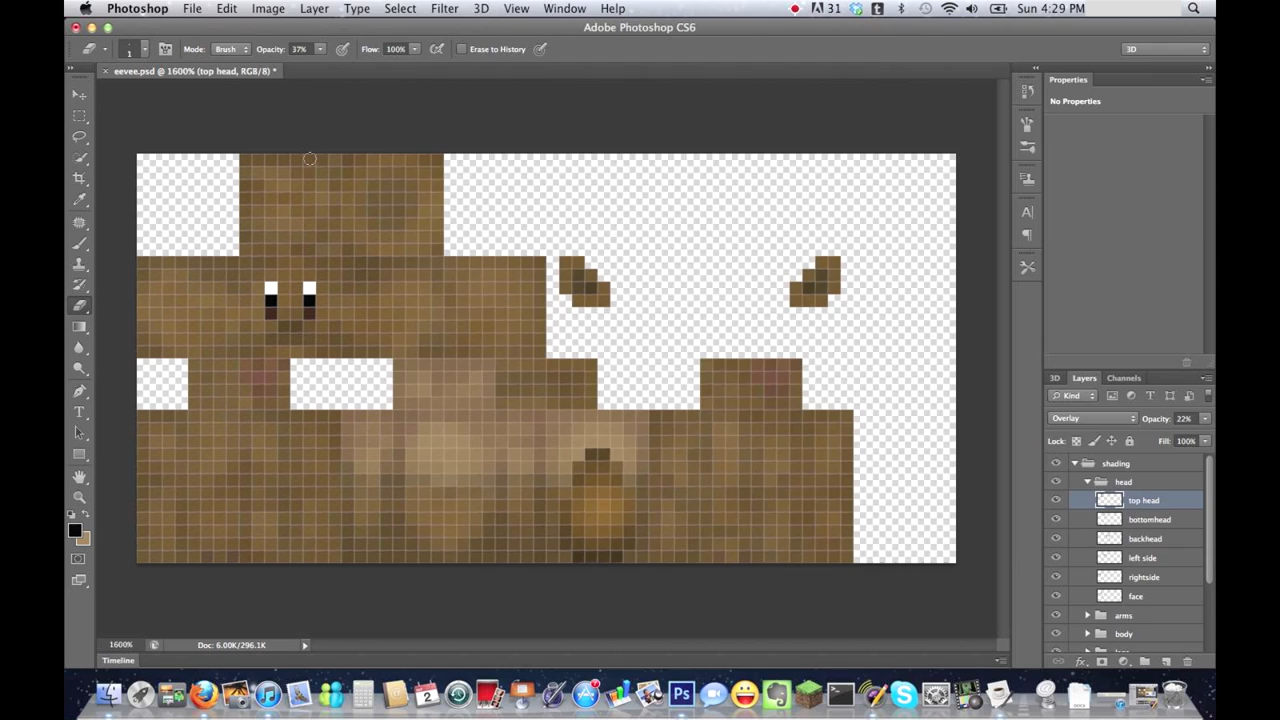 Photoshop File Edit Image Layer Type Select Filter 3D View Window Help 31 Sun 4:29 PM
Adobe Photoshop CS6
1 Mode: Brush Opacity: 37% Flow: 100% Erase to History 3D
eevee.psd @ 1600% (top head, RGB/8) *
Properties
No Properties
3D Layers Channels
Kind
Overlay Opacity: 22%
Lock: Fill: 100%
shading
head
top head
bottomhead
backhead
left side
rightside
face
arms
body
1600% Doc: 6.00K/296.1K
Timeline